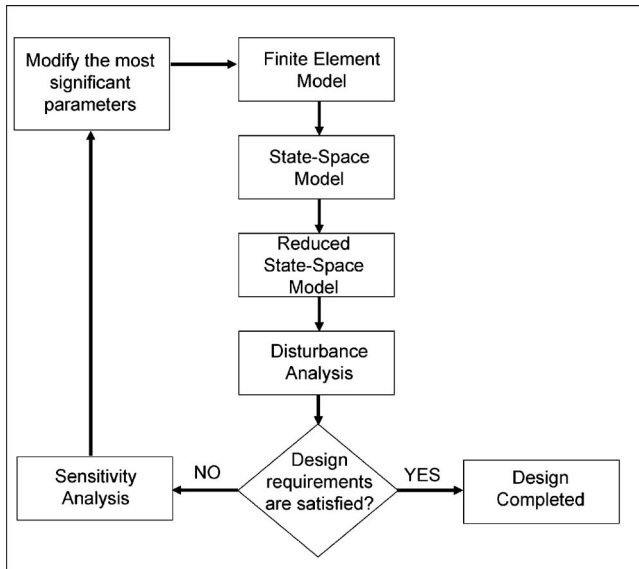 Modify the most
significant
parameters
Finite Element
Model
State-Space
Model
Reduced
State-Space
Model
Disturbance
Analysis
Design
requirements
are satisfied?
NO
YES
Sensitivity
Analysis
Design
Completed